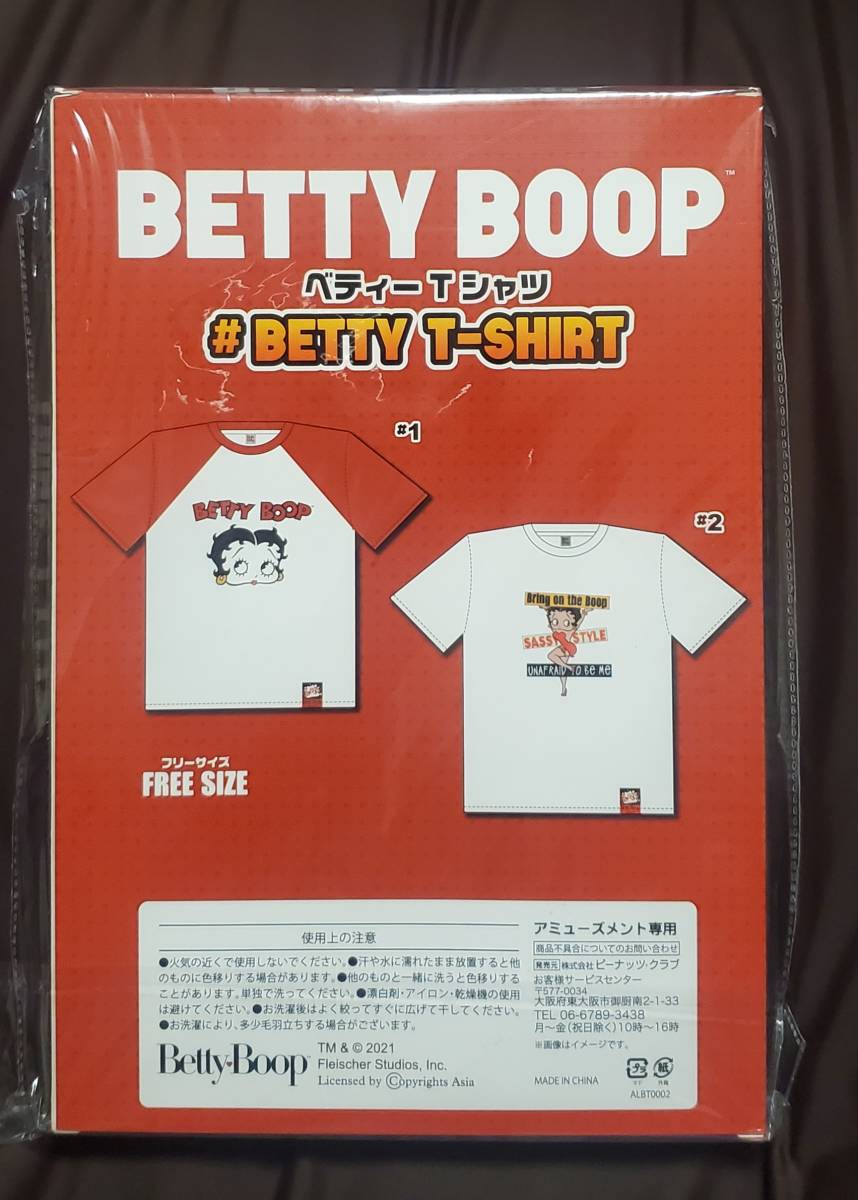 BETTY BOOP™
ベティーTシャツ
# BETTY T-SHIRT
#1
BETTY BOOP
#2
Bring on the Boop
SASSY STYLE
UNAFRAID TO Be Me
フリーサイズ
FREE SIZE
使用上の注意
●火気の近くで使用しないでください。●汗や水に濡れたまま放置すると他
のものに色移りする場合があります。●他のものと一緒に洗うと色移りする
ことがあります。単独で洗ってください。●漂白剤・アイロン・乾燥機の使用
は避けてください。●お洗濯後はよく絞ってすぐに広げて干してください。
●お洗濯により、多少毛羽立ちする場合がございます。
Betty Boop™
TM & © 2021
Fleischer Studios, Inc.
Licensed by Copyrights Asia
アミューズメント専用
商品不具合についてのお問い合わせ
発売元 株式会社ピーナッツ・クラブ
お客様サービスセンター
〒577-0034
大阪府東大阪市御厨南2-1-33
TEL 06-6789-3438
月〜金(祝日除く)10時〜16時
※画像はイメージです。
MADE IN CHINA
プラ
紙
外箱
ALBT0002